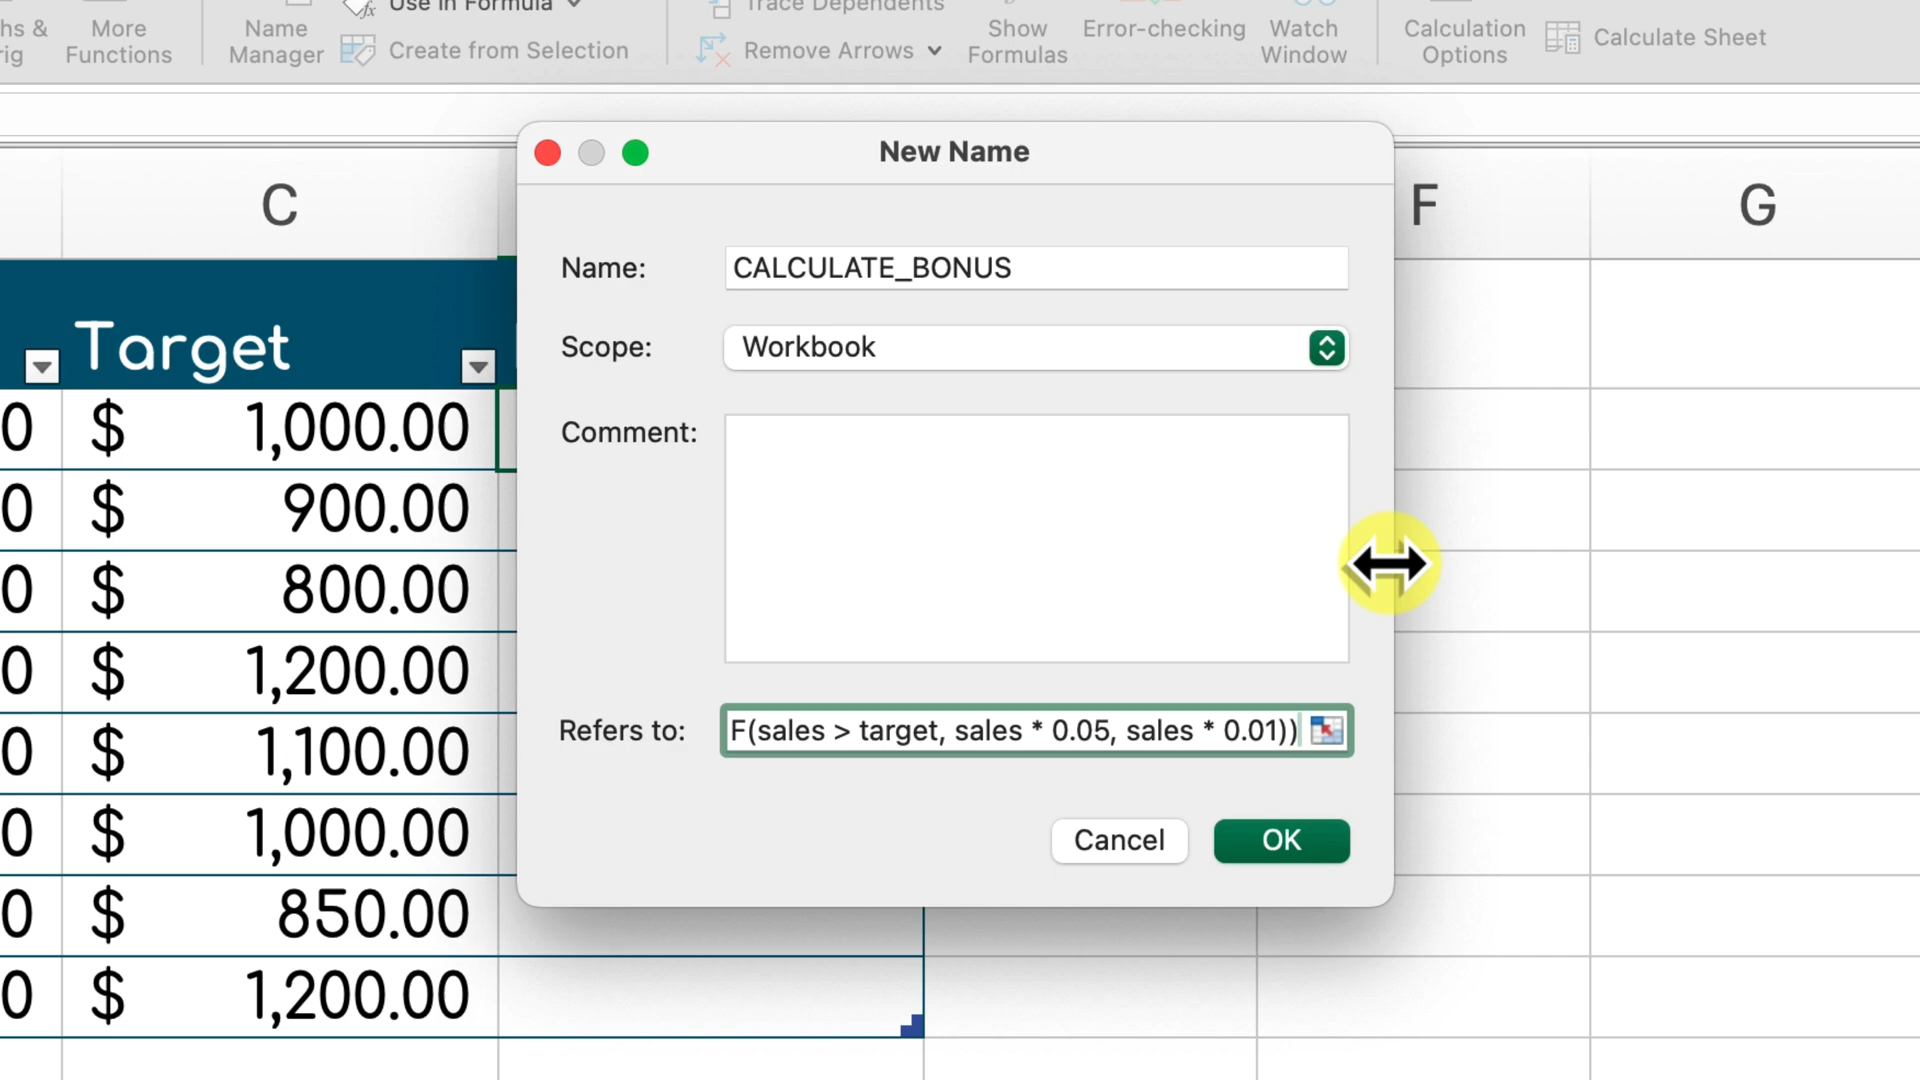 Use in Formula
Trace Dependents
hs &
rig
More
Functions
Name
Manager
Create from Selection
Remove Arrows
Show
Formulas
Error-checking
Watch
Window
Calculation
Options
Calculate Sheet
New Name
C
F
G
Name:
CALCULATE_BONUS
Scope:
Workbook
Comment:
Refers to:
F(sales > target, sales * 0.05, sales * 0.01))
Cancel
OK
Target
0 $ 1,000.00
0 $ 900.00
0 $ 800.00
0 $ 1,200.00
0 $ 1,100.00
0 $ 1,000.00
0 $ 850.00
0 $ 1,200.00